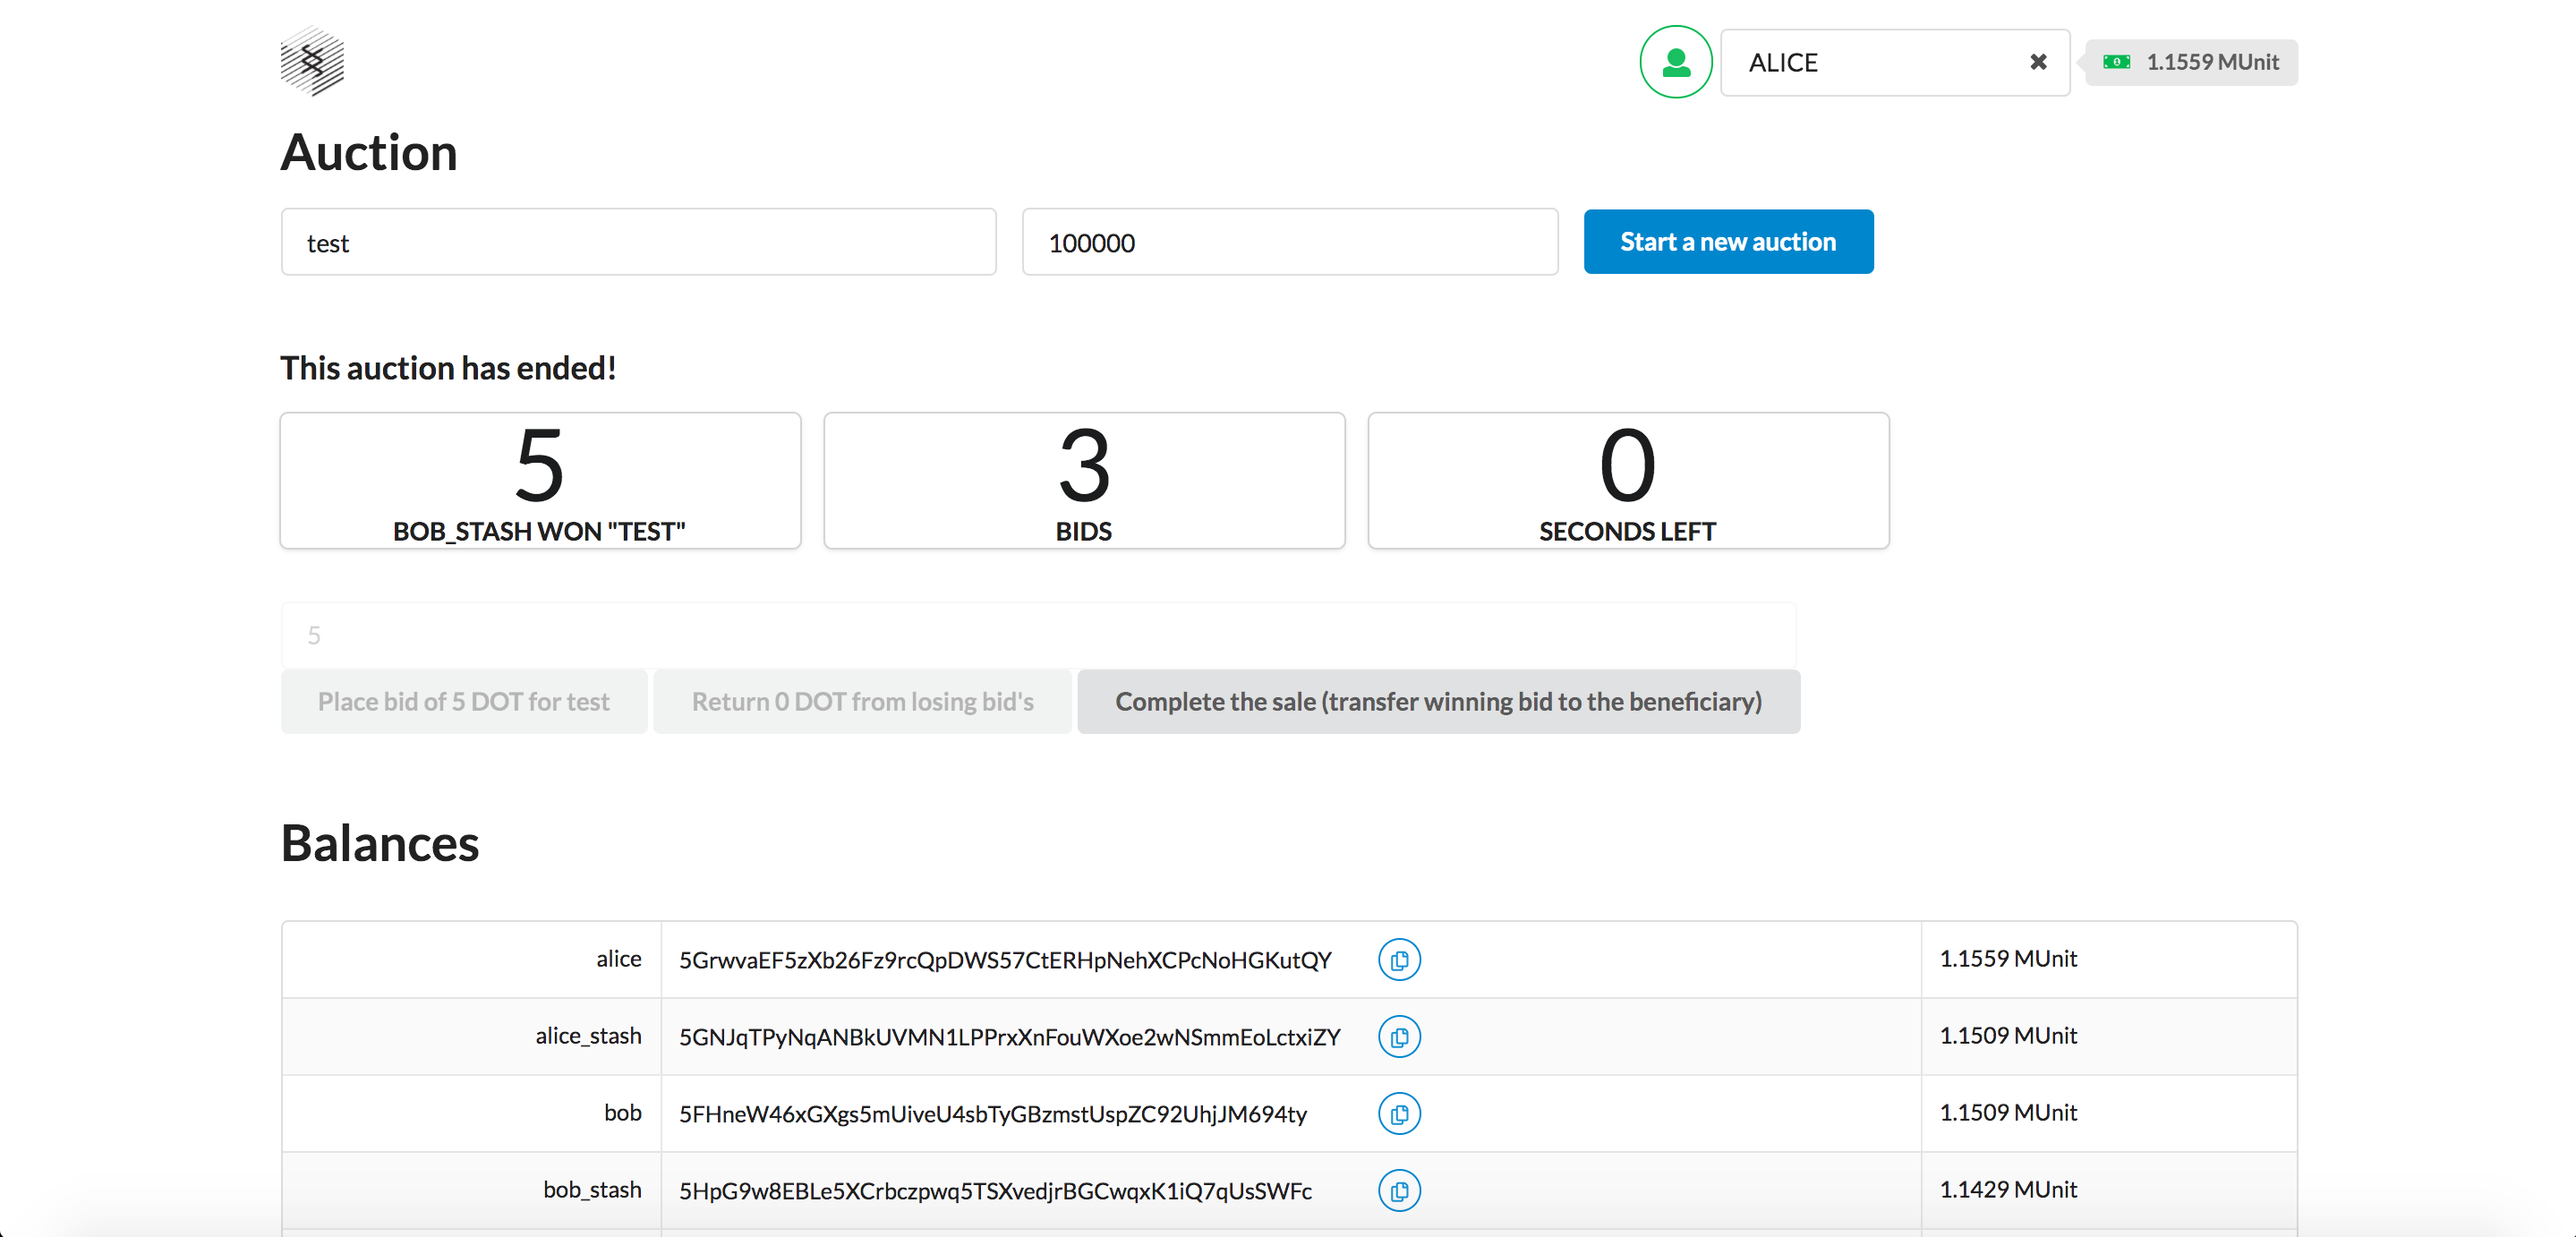 ALICE
1.1559 MUnit
Auction
test
100000
Start a new auction
This auction has ended!
5
BOB_STASH WON "TEST"
3
BIDS
0
SECONDS LEFT
5
Place bid of 5 DOT for test
Return 0 DOT from losing bid's
Complete the sale (transfer winning bid to the beneficiary)
Balances
alice 5GrwvaEF5zXb26Fz9rcQpDWS57CtERHpNehXCPcNoHGKutQY 1.1559 MUnit
alice_stash 5GNJqTPyNqANBkUVMN1LPPrxXnFouWXoe2wNSmmEoLctxiZY 1.1509 MUnit
bob 5FHneW46xGXgs5mUiveU4sbTyGBzmstUspZC92UhjJM694ty 1.1509 MUnit
bob_stash 5HpG9w8EBLe5XCrbczpwq5TSXvedjrBGCwqxK1iQ7qUsSWFc 1.1429 MUnit